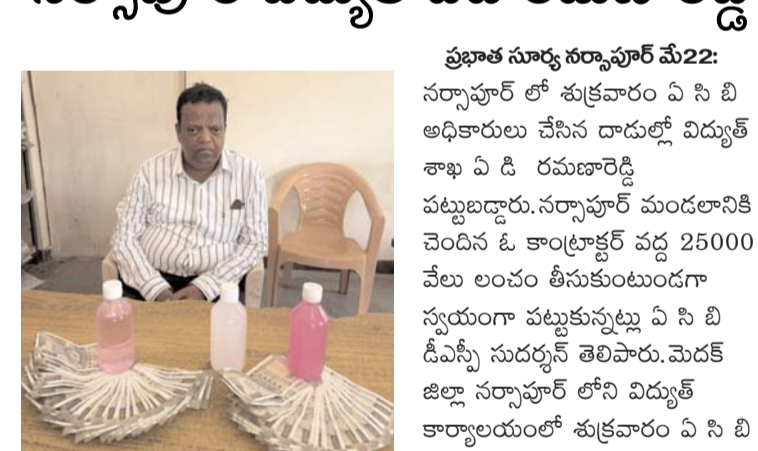 ప్రభాత సూర్య నర్సాపూర్ మే22:
నర్సాపూర్ లో శుక్రవారం ఏ సి బి
అధికారులు చేసిన దాడుల్లో విద్యుత్
శాఖ ఏ డి రమణారెడ్డి
పట్టుబడ్డారు.నర్సాపూర్ మండలానికి
చెందిన ఓ కాంట్రాక్టర్ వద్ద 25000
వేలు లంచం తీసుకుంటుండగా
స్వయంగా పట్టుకున్నట్లు ఏ సి బి
డీఎస్పీ సుదర్శన్ తెలిపారు.మెదక్
జిల్లా నర్సాపూర్ లోని విద్యుత్
కార్యాలయంలో శుక్రవారం ఏ సి బి